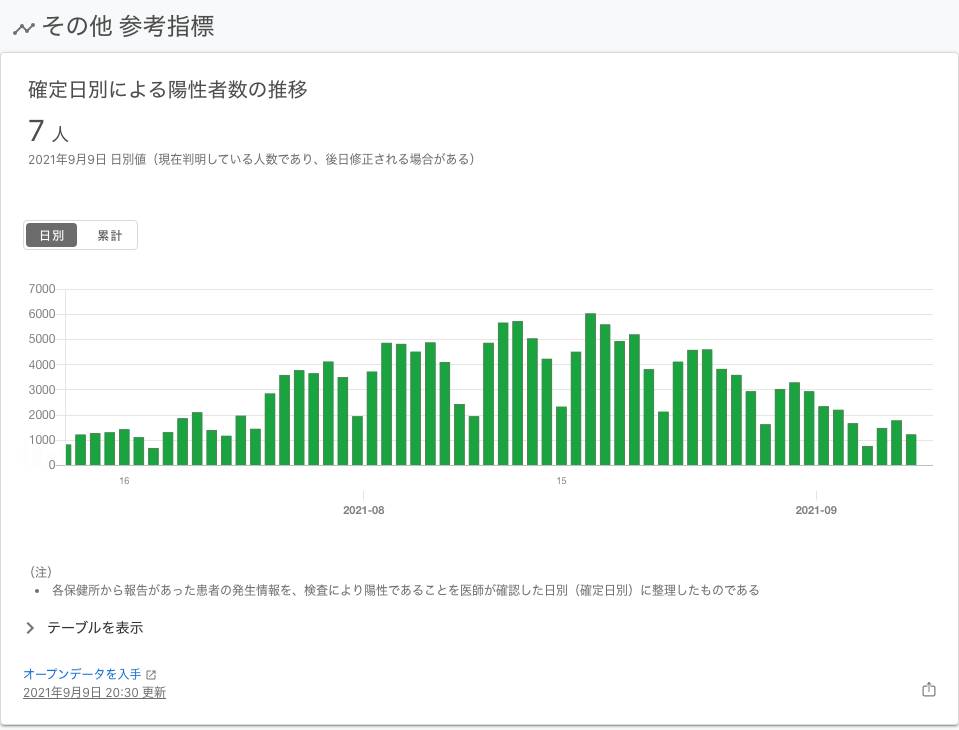 その他 参考指標
確定日別による陽性者数の推移
7 人
2021年9月9日 日別値（現在判明している人数であり、後日修正される場合がある）
日別 累計
7000
6000
5000
4000
3000
2000
1000
0
16 15
2021-08 2021-09
（注）
• 各保健所から報告があった患者の発生情報を、検査により陽性であることを医師が確認した日別（確定日別）に整理したものである
テーブルを表示
オープンデータを入手
2021年9月9日 20:30 更新